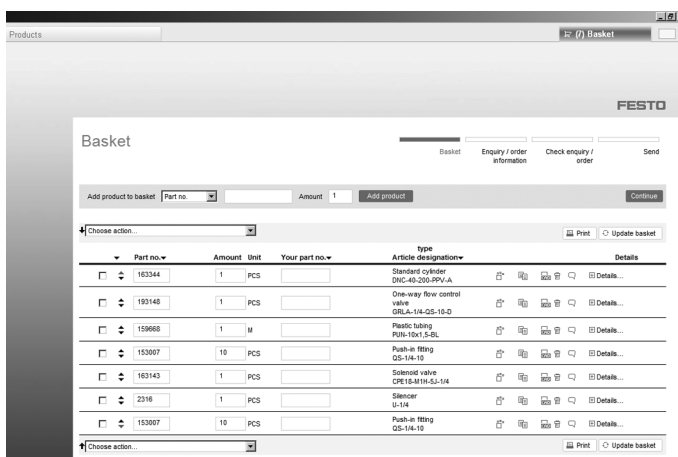 Products
(7) Basket
FESTO
Basket
Basket
Enquiry / order
information
Check enquiry /
order
Send
Add product to basket Part no. Amount 1 Add product Continue
Choose action...
Print Update basket
type
Part no. Amount Unit Your part no. Article designation Details
Standard cylinder
163344 1 PCS Details...
DNC-40-200-PPV-A
One-way flow control
valve
193148 1 PCS Details...
GRLA-1/4-QS-10-D
Plastic tubing
159668 1 M Details...
PUN-10x1,5-BL
Push-in fitting
153007 10 PCS Details...
QS-1/4-10
Solenoid valve
163143 1 PCS Details...
CPE18-M1H-5J-1/4
Silencer
2316 1 PCS Details...
U-1/4
Push-in fitting
153007 10 PCS Details...
QS-1/4-10
Choose action...
Print Update basket